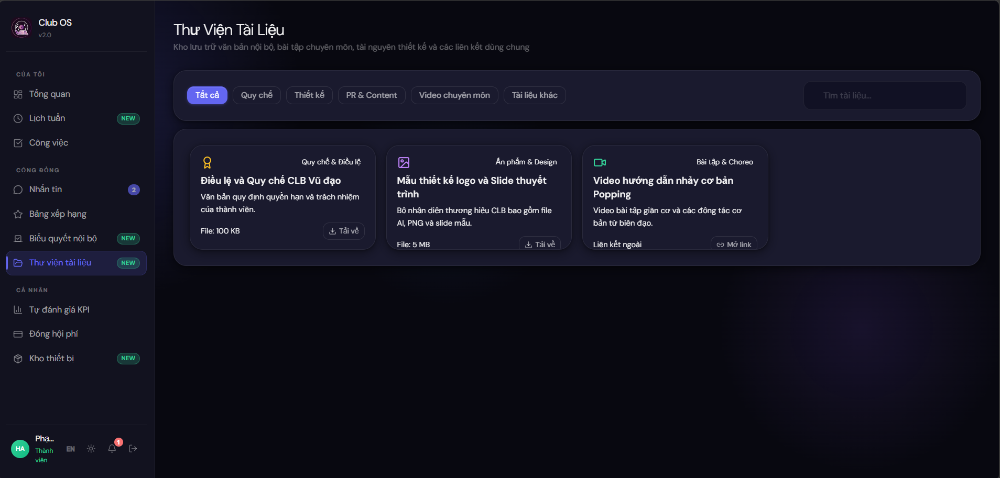 Club OS
v2.0
CỦA TÔI
Tổng quan
Lịch tuần NEW
Công việc
CỘNG ĐỒNG
Nhắn tin 2
Bảng xếp hạng
Biểu quyết nội bộ NEW
Thư viện tài liệu NEW
CÁ NHÂN
Tự đánh giá KPI
Đóng hội phí
Kho thiết bị NEW
HA
Phạ...
Thành
viên
EN
1
Thư Viện Tài Liệu
Kho lưu trữ văn bản nội bộ, bài tập chuyên môn, tài nguyên thiết kế và các liên kết dùng chung
Tất cả Quy chế Thiết kế PR & Content Video chuyên môn Tài liệu khác
Tìm tài liệu...
Quy chế & Điều lệ
Điều lệ và Quy chế CLB Vũ đạo
Văn bản quy định quyền hạn và trách nhiệm
của thành viên.
File: 100 KB Tải về
Ấn phẩm & Design
Mẫu thiết kế logo và Slide thuyết
trình
Bộ nhận diện thương hiệu CLB bao gồm file
AI, PNG và slide mẫu.
File: 5 MB Tải về
Bài tập & Choreo
Video hướng dẫn nhảy cơ bản
Popping
Video bài tập giãn cơ và các động tác cơ
bản từ biên đạo.
Liên kết ngoài Mở link